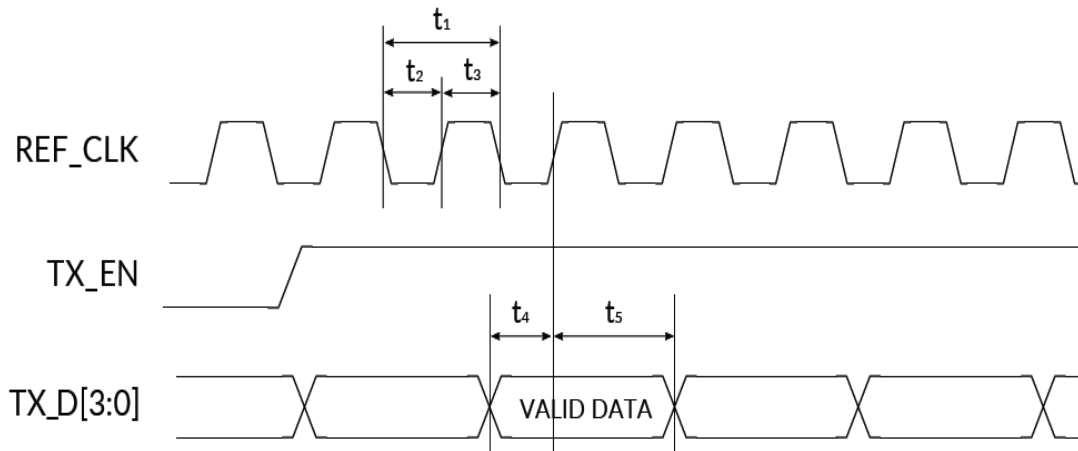 t1
t2 t3
REF_CLK
TX_EN
t4 t5
TX_D[3:0] VALID DATA